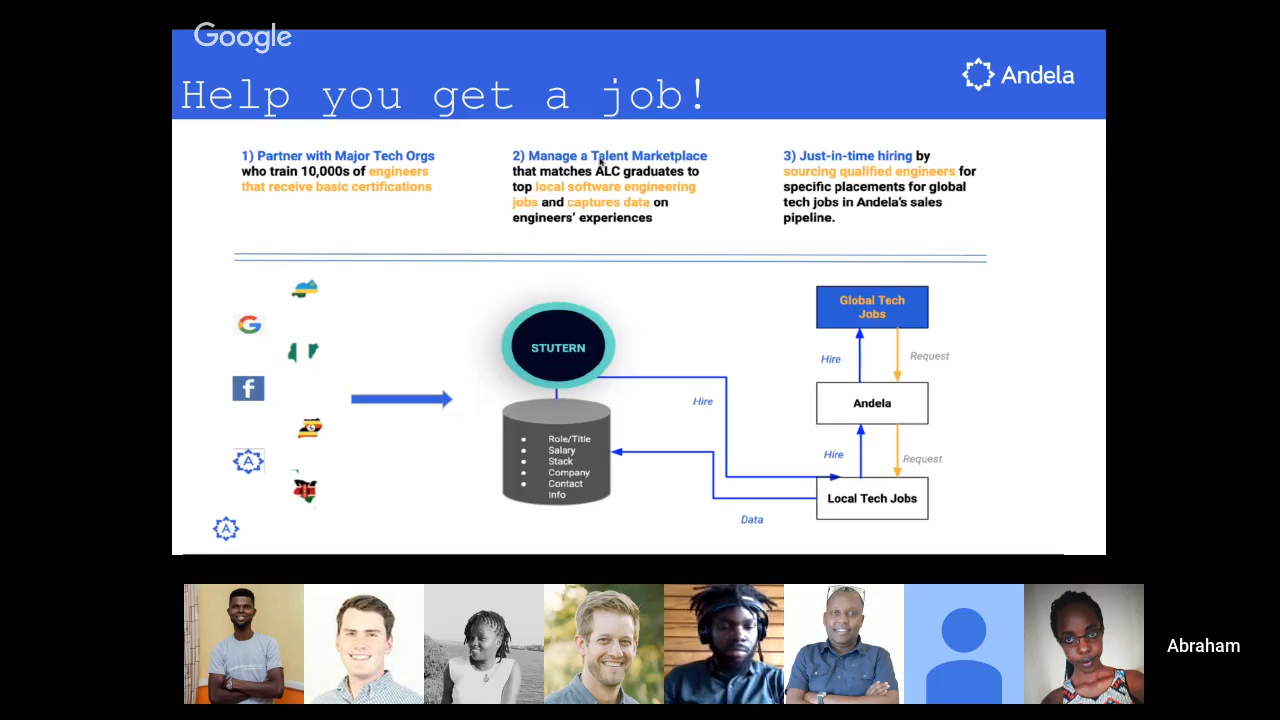 Google
Help you get a job!
Andela
1) Partner with Major Tech Orgs
who train 10,000s of engineers
that receive basic certifications
2) Manage a Talent Marketplace
that matches ALC graduates to
top local software engineering
jobs and captures data on
engineers' experiences
3) Just-in-time hiring by
sourcing qualified engineers for
specific placements for global
tech jobs in Andela's sales
pipeline.
G
f
A
A
STUTERN
Role/Title
Salary
Stack
Company
Contact
Info
Hire
Data
Global Tech
Jobs
Hire
Request
Andela
Hire
Request
Local Tech Jobs
Abraham